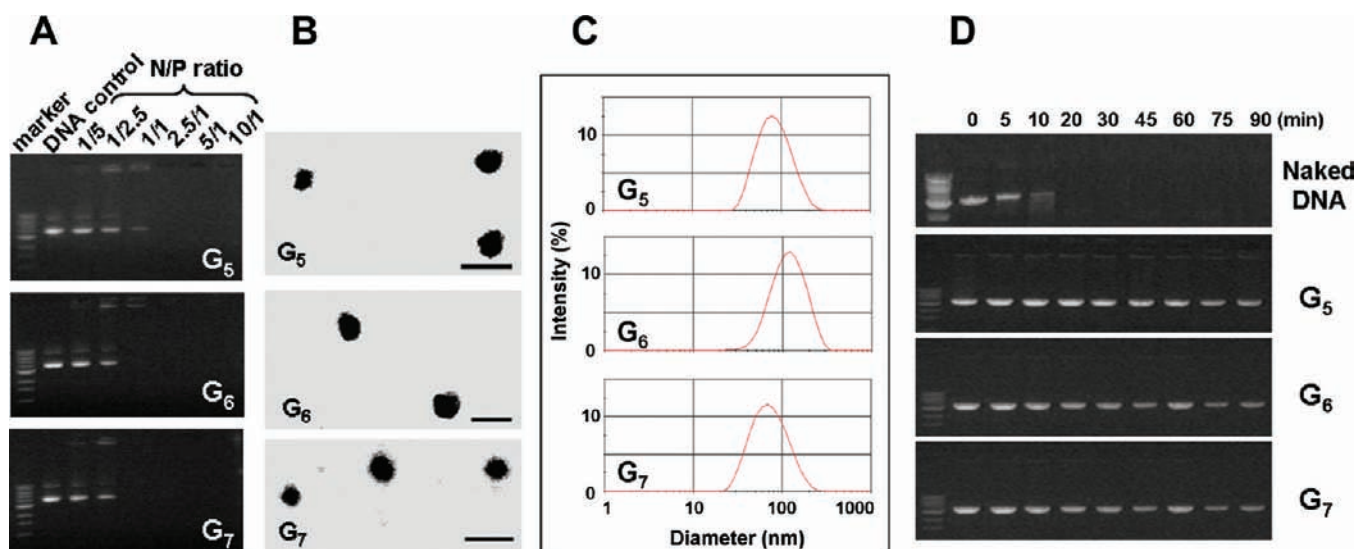 A
N/P ratio
marker
DNA control
1/5
1/2.5
1/1
2.5/1
5/1
10/1
G5
G6
G7
B
G5
G6
G7
C
Intensity (%)
10
0
G5
10
0
G6
10
0
G7
1 10 100 1000
Diameter (nm)
D
0 5 10 20 30 45 60 75 90 (min)
Naked
DNA
G5
G6
G7